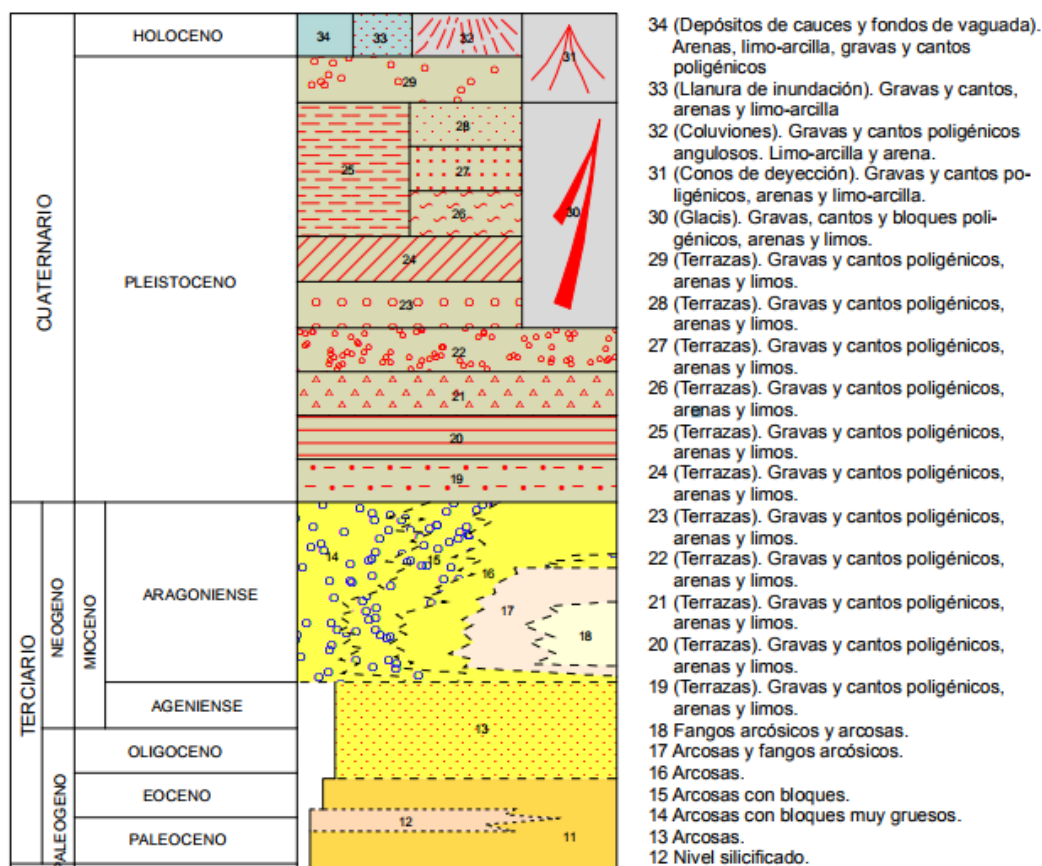 HOLOCENO
34
33
32
31
29
28
25
27
26
30
24
23
22
21
20
19
CUATERNARIO
PLEISTOCENO
TERCIARIO
NEOGENO
MIOCENO
ARAGONIENSE
14
15
16
17
18
AGENIENSE
13
OLIGOCENO
PALEOGENO
EOCENO
12
PALEOCENO
11
34 (Depósitos de cauces y fondos de vaguada).
Arenas, limo-arcilla, gravas y cantos
poligénicos
33 (Llanura de inundación). Gravas y cantos,
arenas y limo-arcilla
32 (Coluviones). Gravas y cantos poligénicos
angulosos. Limo-arcilla y arena.
31 (Conos de deyección). Gravas y cantos po-
ligénicos, arenas y limo-arcilla.
30 (Glacis). Gravas, cantos y bloques poli-
génicos, arenas y limos.
29 (Terrazas). Gravas y cantos poligénicos,
arenas y limos.
28 (Terrazas). Gravas y cantos poligénicos,
arenas y limos.
27 (Terrazas). Gravas y cantos poligénicos,
arenas y limos.
26 (Terrazas). Gravas y cantos poligénicos,
arenas y limos.
25 (Terrazas). Gravas y cantos poligénicos,
arenas y limos.
24 (Terrazas). Gravas y cantos poligénicos,
arenas y limos.
23 (Terrazas). Gravas y cantos poligénicos,
arenas y limos.
22 (Terrazas). Gravas y cantos poligénicos,
arenas y limos.
21 (Terrazas). Gravas y cantos poligénicos,
arenas y limos.
20 (Terrazas). Gravas y cantos poligénicos,
arenas y limos.
19 (Terrazas). Gravas y cantos poligénicos,
arenas y limos.
18 Fangos arcósicos y arcosas.
17 Arcosas y fangos arcósicos.
16 Arcosas.
15 Arcosas con bloques.
14 Arcosas con bloques muy gruesos.
13 Arcosas.
12 Nivel silicificado.